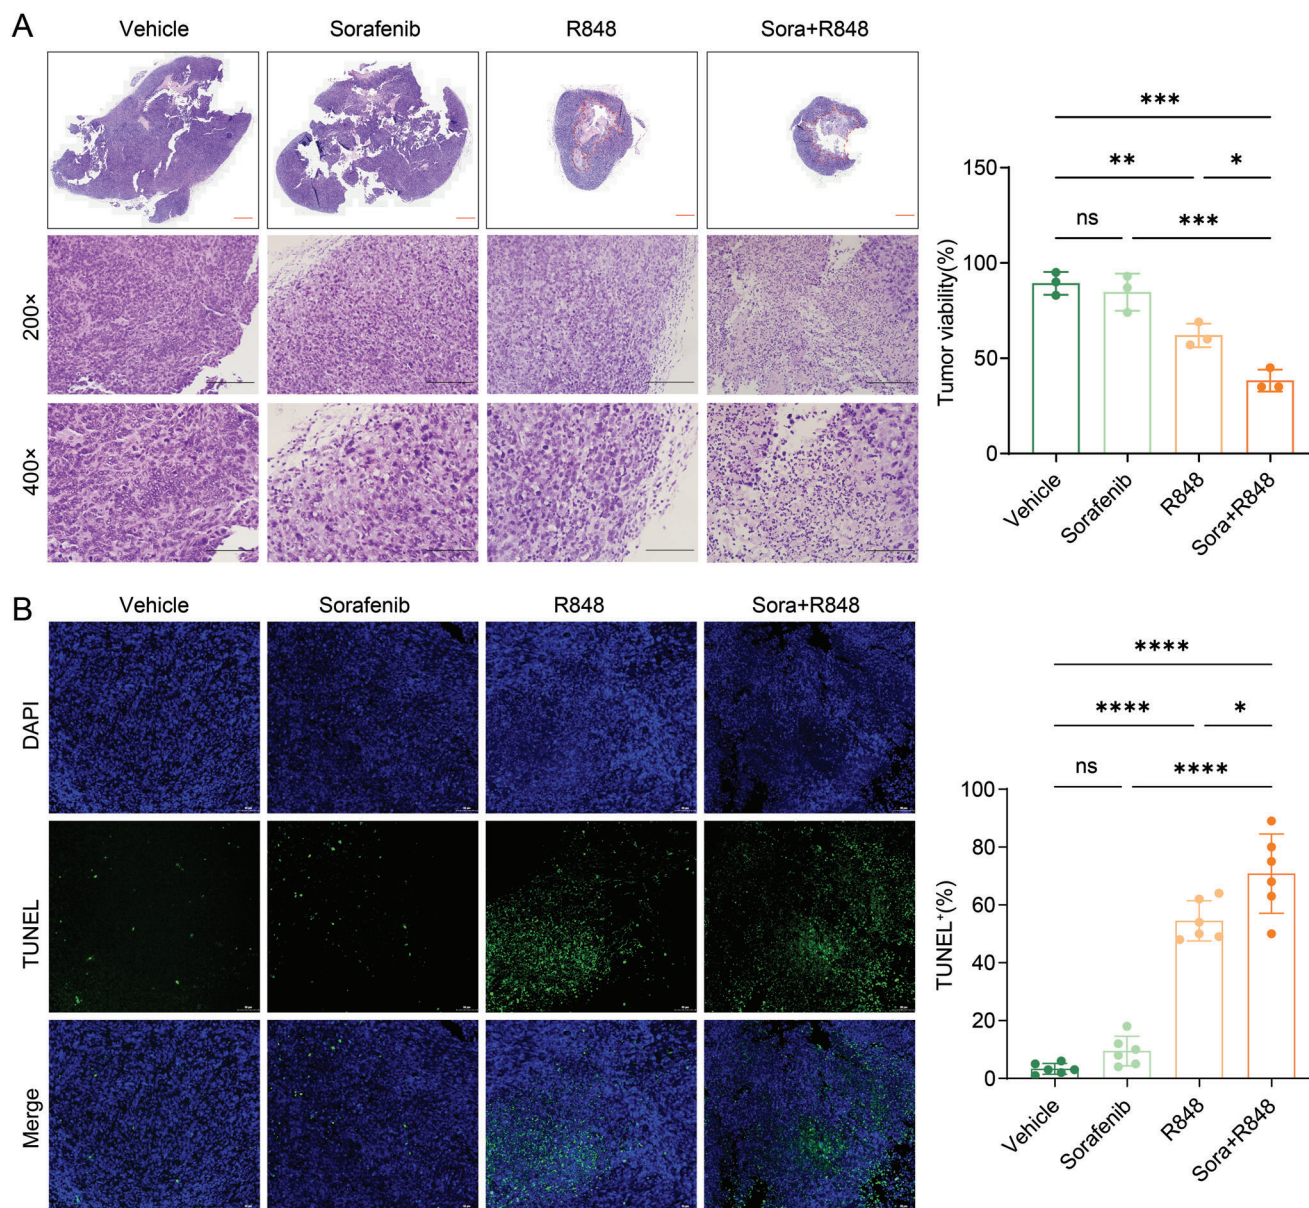 A
Vehicle Sorafenib R848 Sora+R848
200×
400×
***
** *
ns ***
150
100
50
0
Tumor viability(%)
Vehicle Sorafenib R848 Sora+R848
B
Vehicle Sorafenib R848 Sora+R848
DAPI
TUNEL
Merge
****
**** *
ns ****
100
80
60
40
20
0
TUNEL+(%)
Vehicle Sorafenib R848 Sora+R848